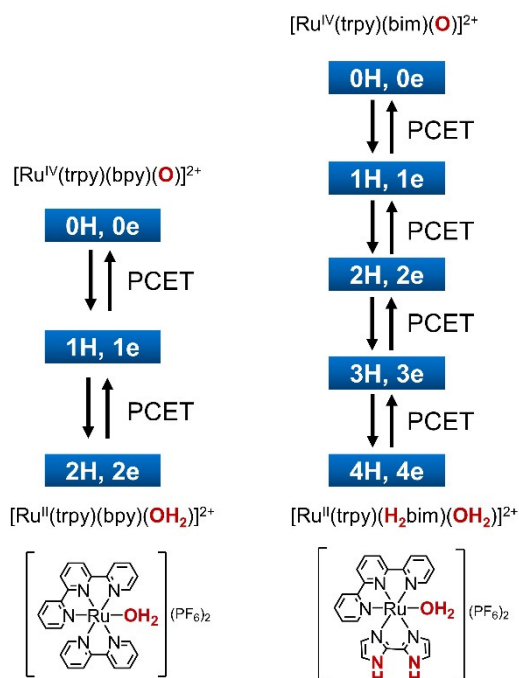 [Ru^IV(trpy)(bpy)(O)]²⁺
0H, 0e
PCET
1H, 1e
PCET
2H, 2e
[Ru^II(trpy)(bpy)(OH₂)]²⁺
N
N
N
Ru
OH₂
N
N
(PF₆)₂
[Ru^IV(trpy)(bim)(O)]²⁺
0H, 0e
PCET
1H, 1e
PCET
2H, 2e
PCET
3H, 3e
PCET
4H, 4e
[Ru^II(trpy)(H₂bim)(OH₂)]²⁺
N
N
N
Ru
OH₂
N
N
N
H
N
H
(PF₆)₂